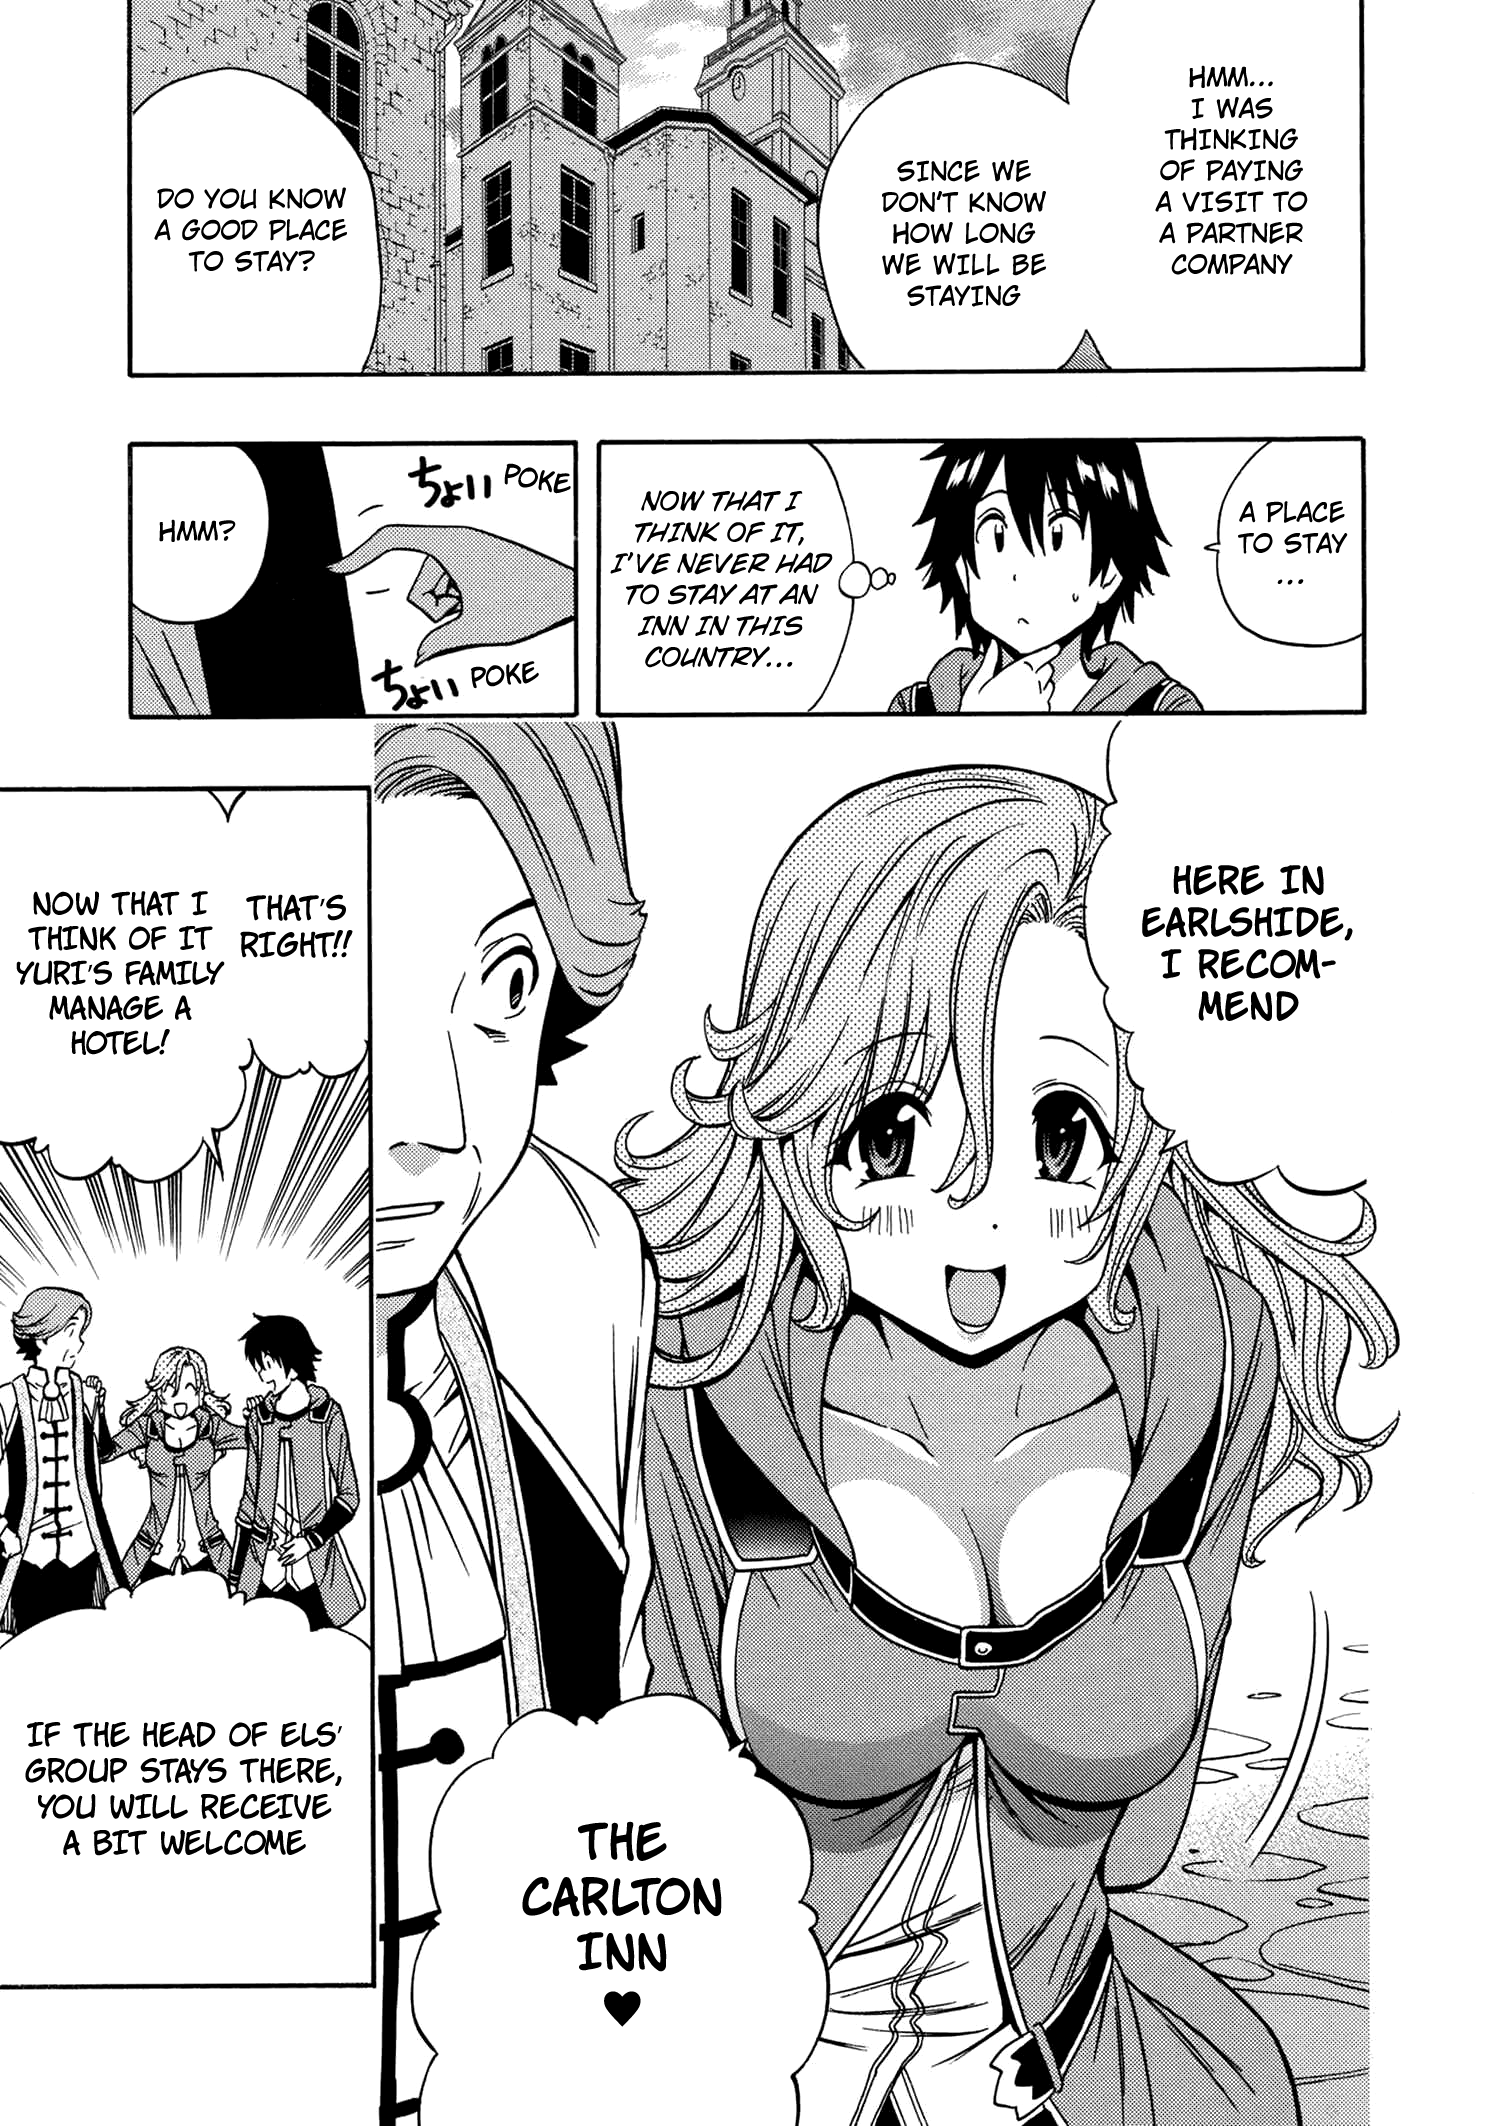 HMM...
I WAS
THINKING
OF PAYING
A VISIT TO
A PARTNER
COMPANY
SINCE WE
DON'T KNOW
HOW LONG
WE WILL BE
STAYING
DO YOU KNOW
A GOOD PLACE
TO STAY?
A PLACE
TO STAY
...
NOW THAT I
THINK OF IT,
I'VE NEVER HAD
TO STAY AT AN
INN IN THIS
COUNTRY...
ちょい POKE
HMM?
ちょい POKE
HERE IN
EARLSHIDE,
I RECOM-
MEND
THE
CARLTON
INN
♥
THAT'S
RIGHT!!
NOW THAT I
THINK OF IT
YURI'S FAMILY
MANAGE A
HOTEL!
IF THE HEAD OF ELS'
GROUP STAYS THERE,
YOU WILL RECEIVE
A BIT WELCOME